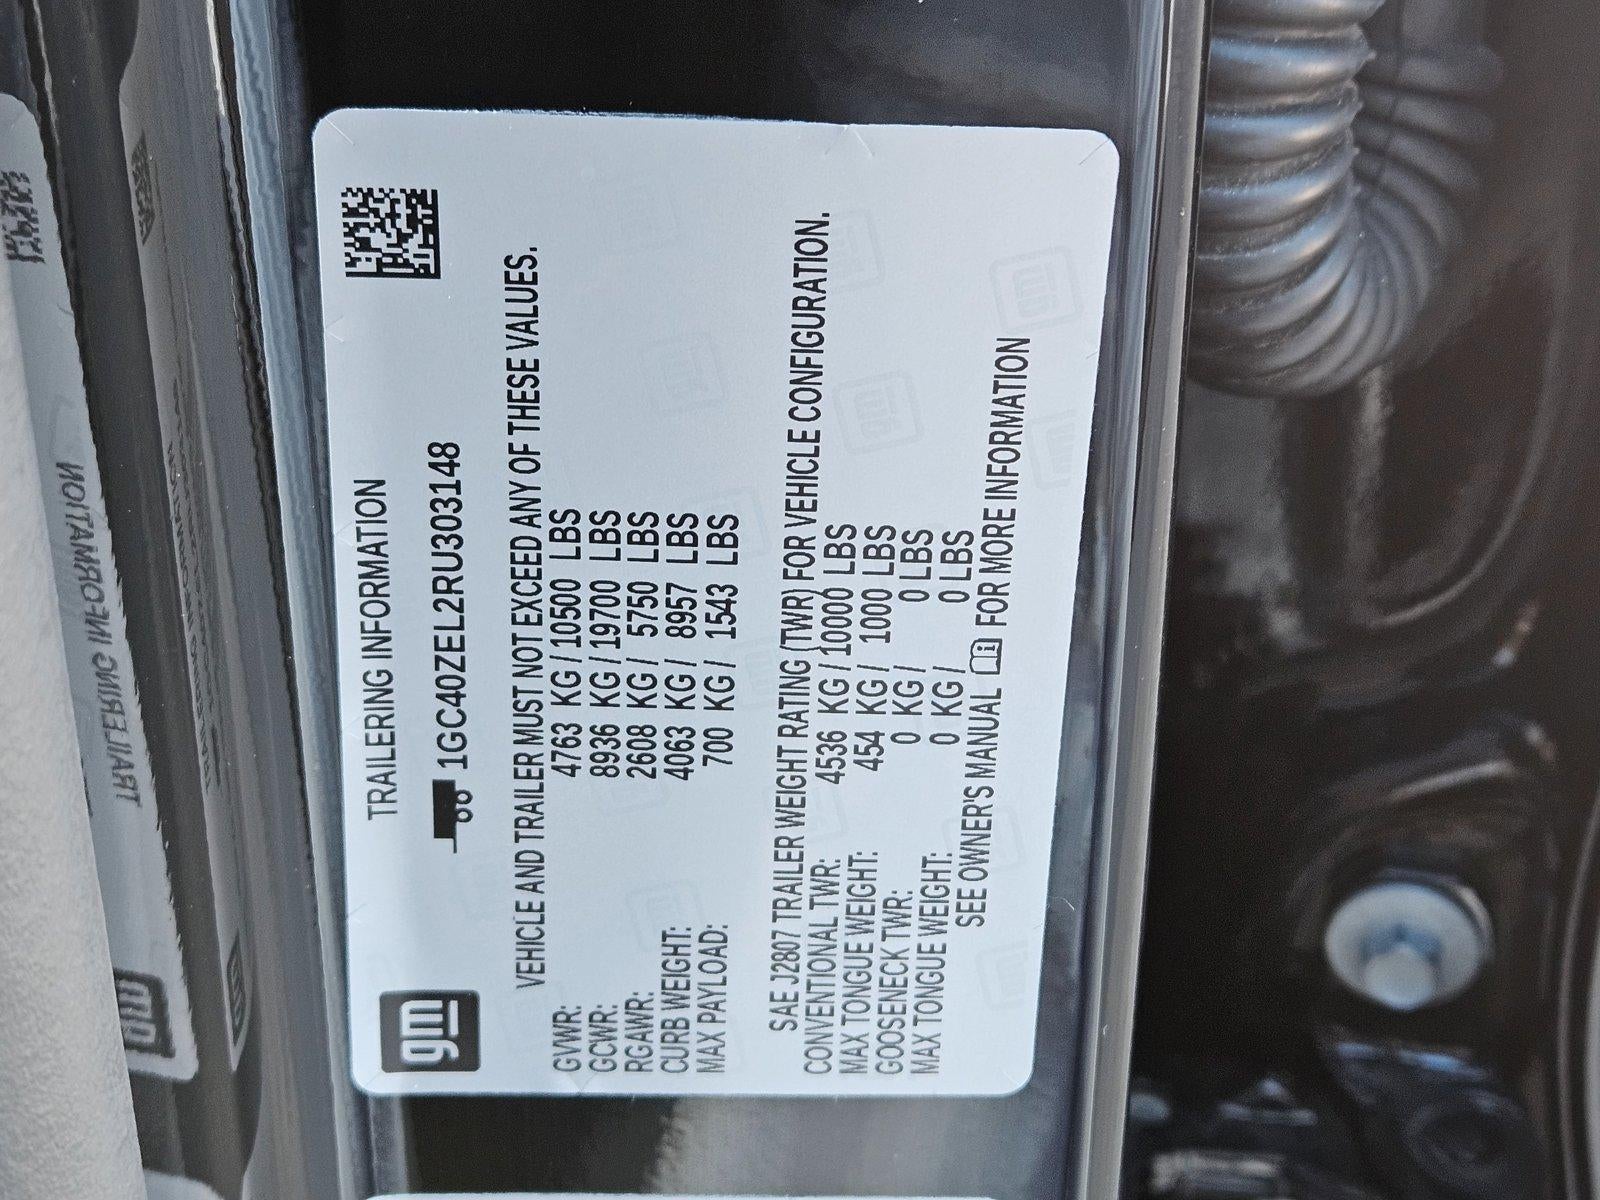 TRAILERING INFORMATION
gm
1GC40ZEL2RU303148
VEHICLE AND TRAILER MUST NOT EXCEED ANY OF THESE VALUES.
GVWR: 4763 KG / 10500 LBS
GCWR: 8936 KG / 19700 LBS
RGAWR: 2608 KG / 5750 LBS
CURB WEIGHT: 4063 KG / 8957 LBS
MAX PAYLOAD: 700 KG / 1543 LBS
SAE J2807 TRAILER WEIGHT RATING (TWR) FOR VEHICLE CONFIGURATION.
CONVENTIONAL TWR: 4536 KG / 10000 LBS
MAX TONGUE WEIGHT: 454 KG / 1000 LBS
GOOSENECK TWR: 0 KG / 0 LBS
MAX TONGUE WEIGHT: 0 KG / 0 LBS
SEE OWNER'S MANUAL FOR MORE INFORMATION
TRAILERING INFORMATION
gm